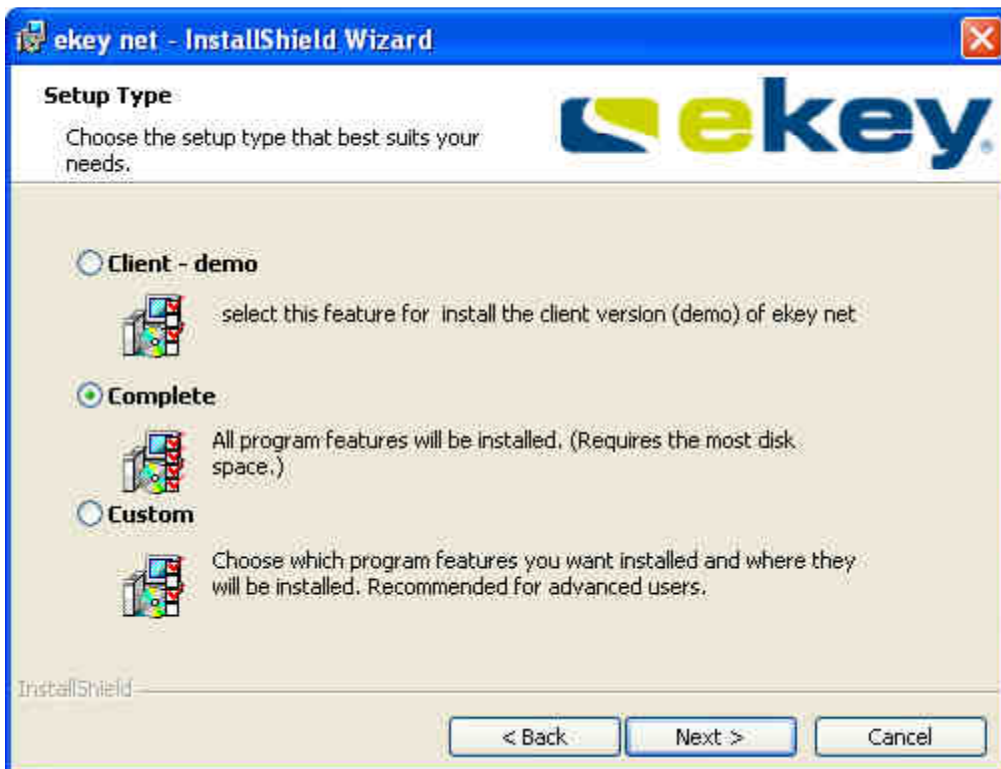 ekey net - InstallShield Wizard
Setup Type
Choose the setup type that best suits your
needs.
ekey®
Client - demo
select this feature for install the client version (demo) of ekey net
Complete
All program features will be installed. (Requires the most disk
space.)
Custom
Choose which program features you want installed and where they
will be installed. Recommended for advanced users.
InstallShield
< Back
Next >
Cancel